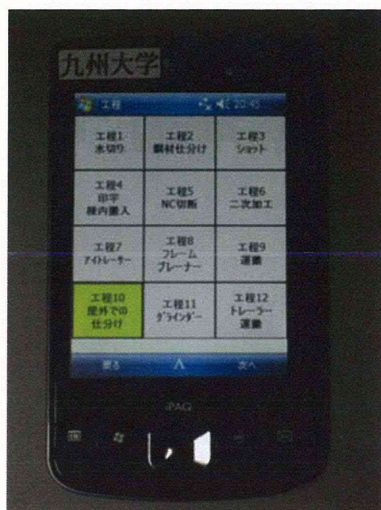 九州大学
工程 20:45
工程1 工程2 工程3
水切り 鋼材仕分け ショット
工程4 工程5 工程6
印字 NC切断 二次加工
棟内搬入
工程7 工程8 工程9
アイトレーサー フレーム 運搬
プレーナー
工程10 工程11 工程12
屋外での グラインダー トレーラー
仕分け 運搬
戻る 次へ
iPAQ